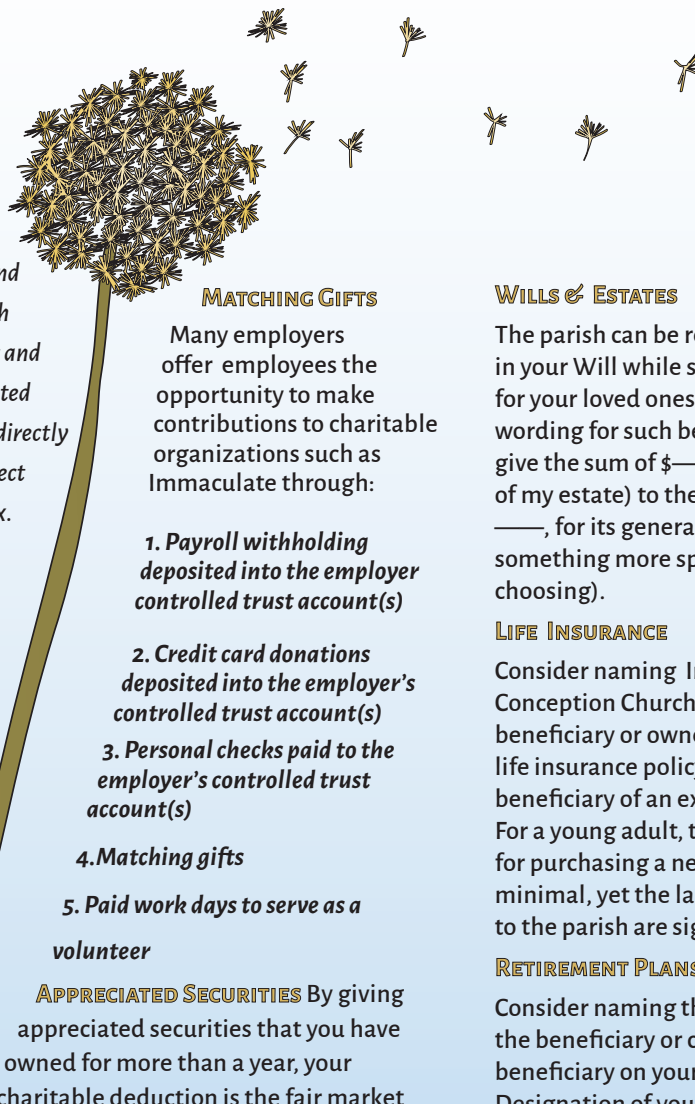 and
h
and
ted
directly
ect
x.
Matching Gifts
Many employers
offer employees the
opportunity to make
contributions to charitable
organizations such as
Immaculate through:
1. Payroll withholding
deposited into the employer
controlled trust account(s)
2. Credit card donations
deposited into the employer’s
controlled trust account(s)
3. Personal checks paid to the
employer’s controlled trust
account(s)
4.Matching gifts
5. Paid work days to serve as a
volunteer
Appreciated Securities By giving
appreciated securities that you have
owned for more than a year, your
charitable deduction is the fair market
Wills & Estates
The parish can be r
in your Will while s
for your loved ones
wording for such be
give the sum of $—
of my estate) to the
——, for its genera
something more sp
choosing).
Life Insurance
Consider naming I
Conception Church
beneficiary or owne
life insurance policy
beneficiary of an ex
For a young adult, t
for purchasing a ne
minimal, yet the la
to the parish are sig
Retirement Plans
Consider naming th
the beneficiary or c
beneficiary on your
Designation of you